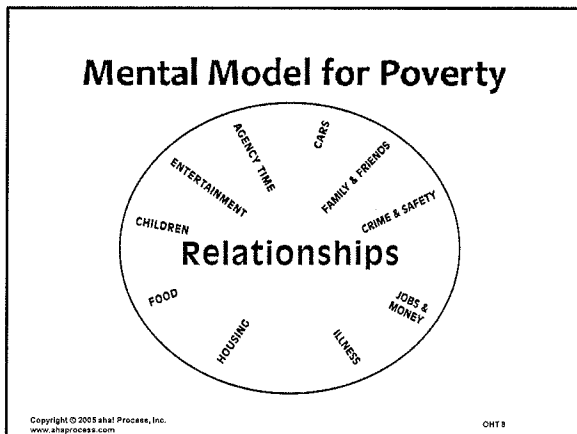 Mental Model for Poverty
CARS
AGENCY TIME
FAMILY & FRIENDS
ENTERTAINMENT
CRIME & SAFETY
CHILDREN
Relationships
FOOD
JOBS &
MONEY
HOUSING
ILLNESS
Copyright © 2005 aha! Process, Inc.
www.ahaprocess.com
OHT 8